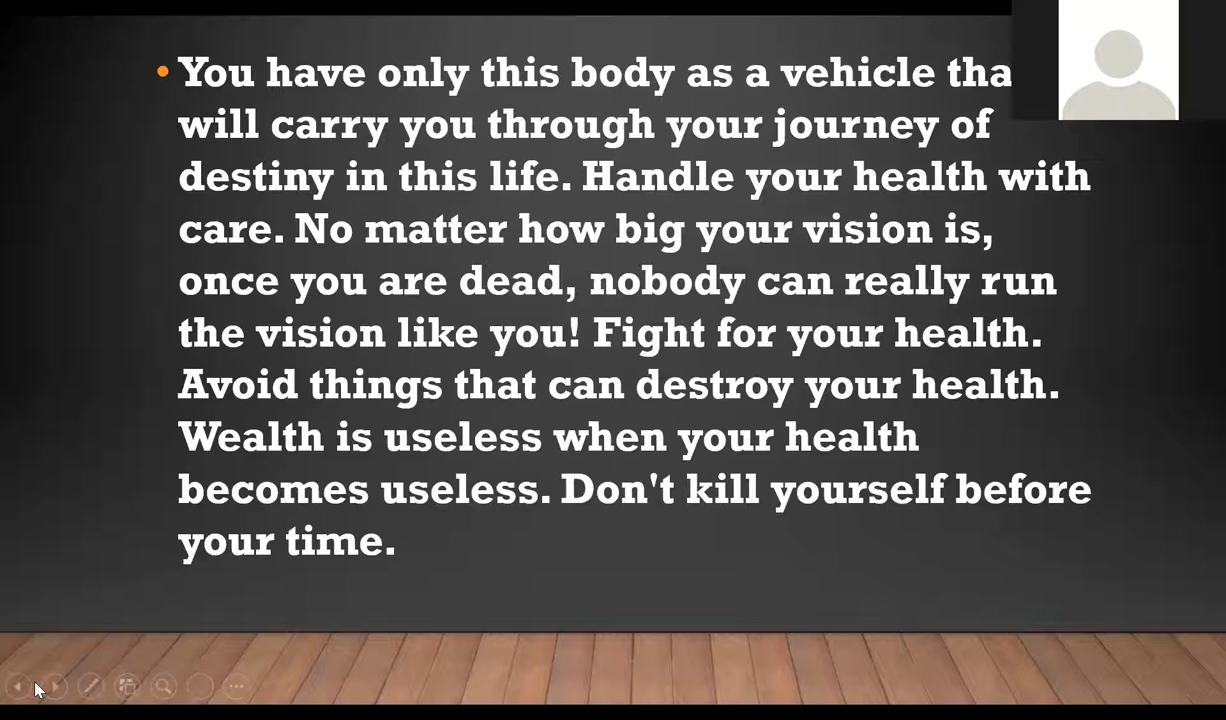 • You have only this body as a vehicle tha
will carry you through your journey of
destiny in this life. Handle your health with
care. No matter how big your vision is,
once you are dead, nobody can really run
the vision like you! Fight for your health.
Avoid things that can destroy your health.
Wealth is useless when your health
becomes useless. Don't kill yourself before
your time.